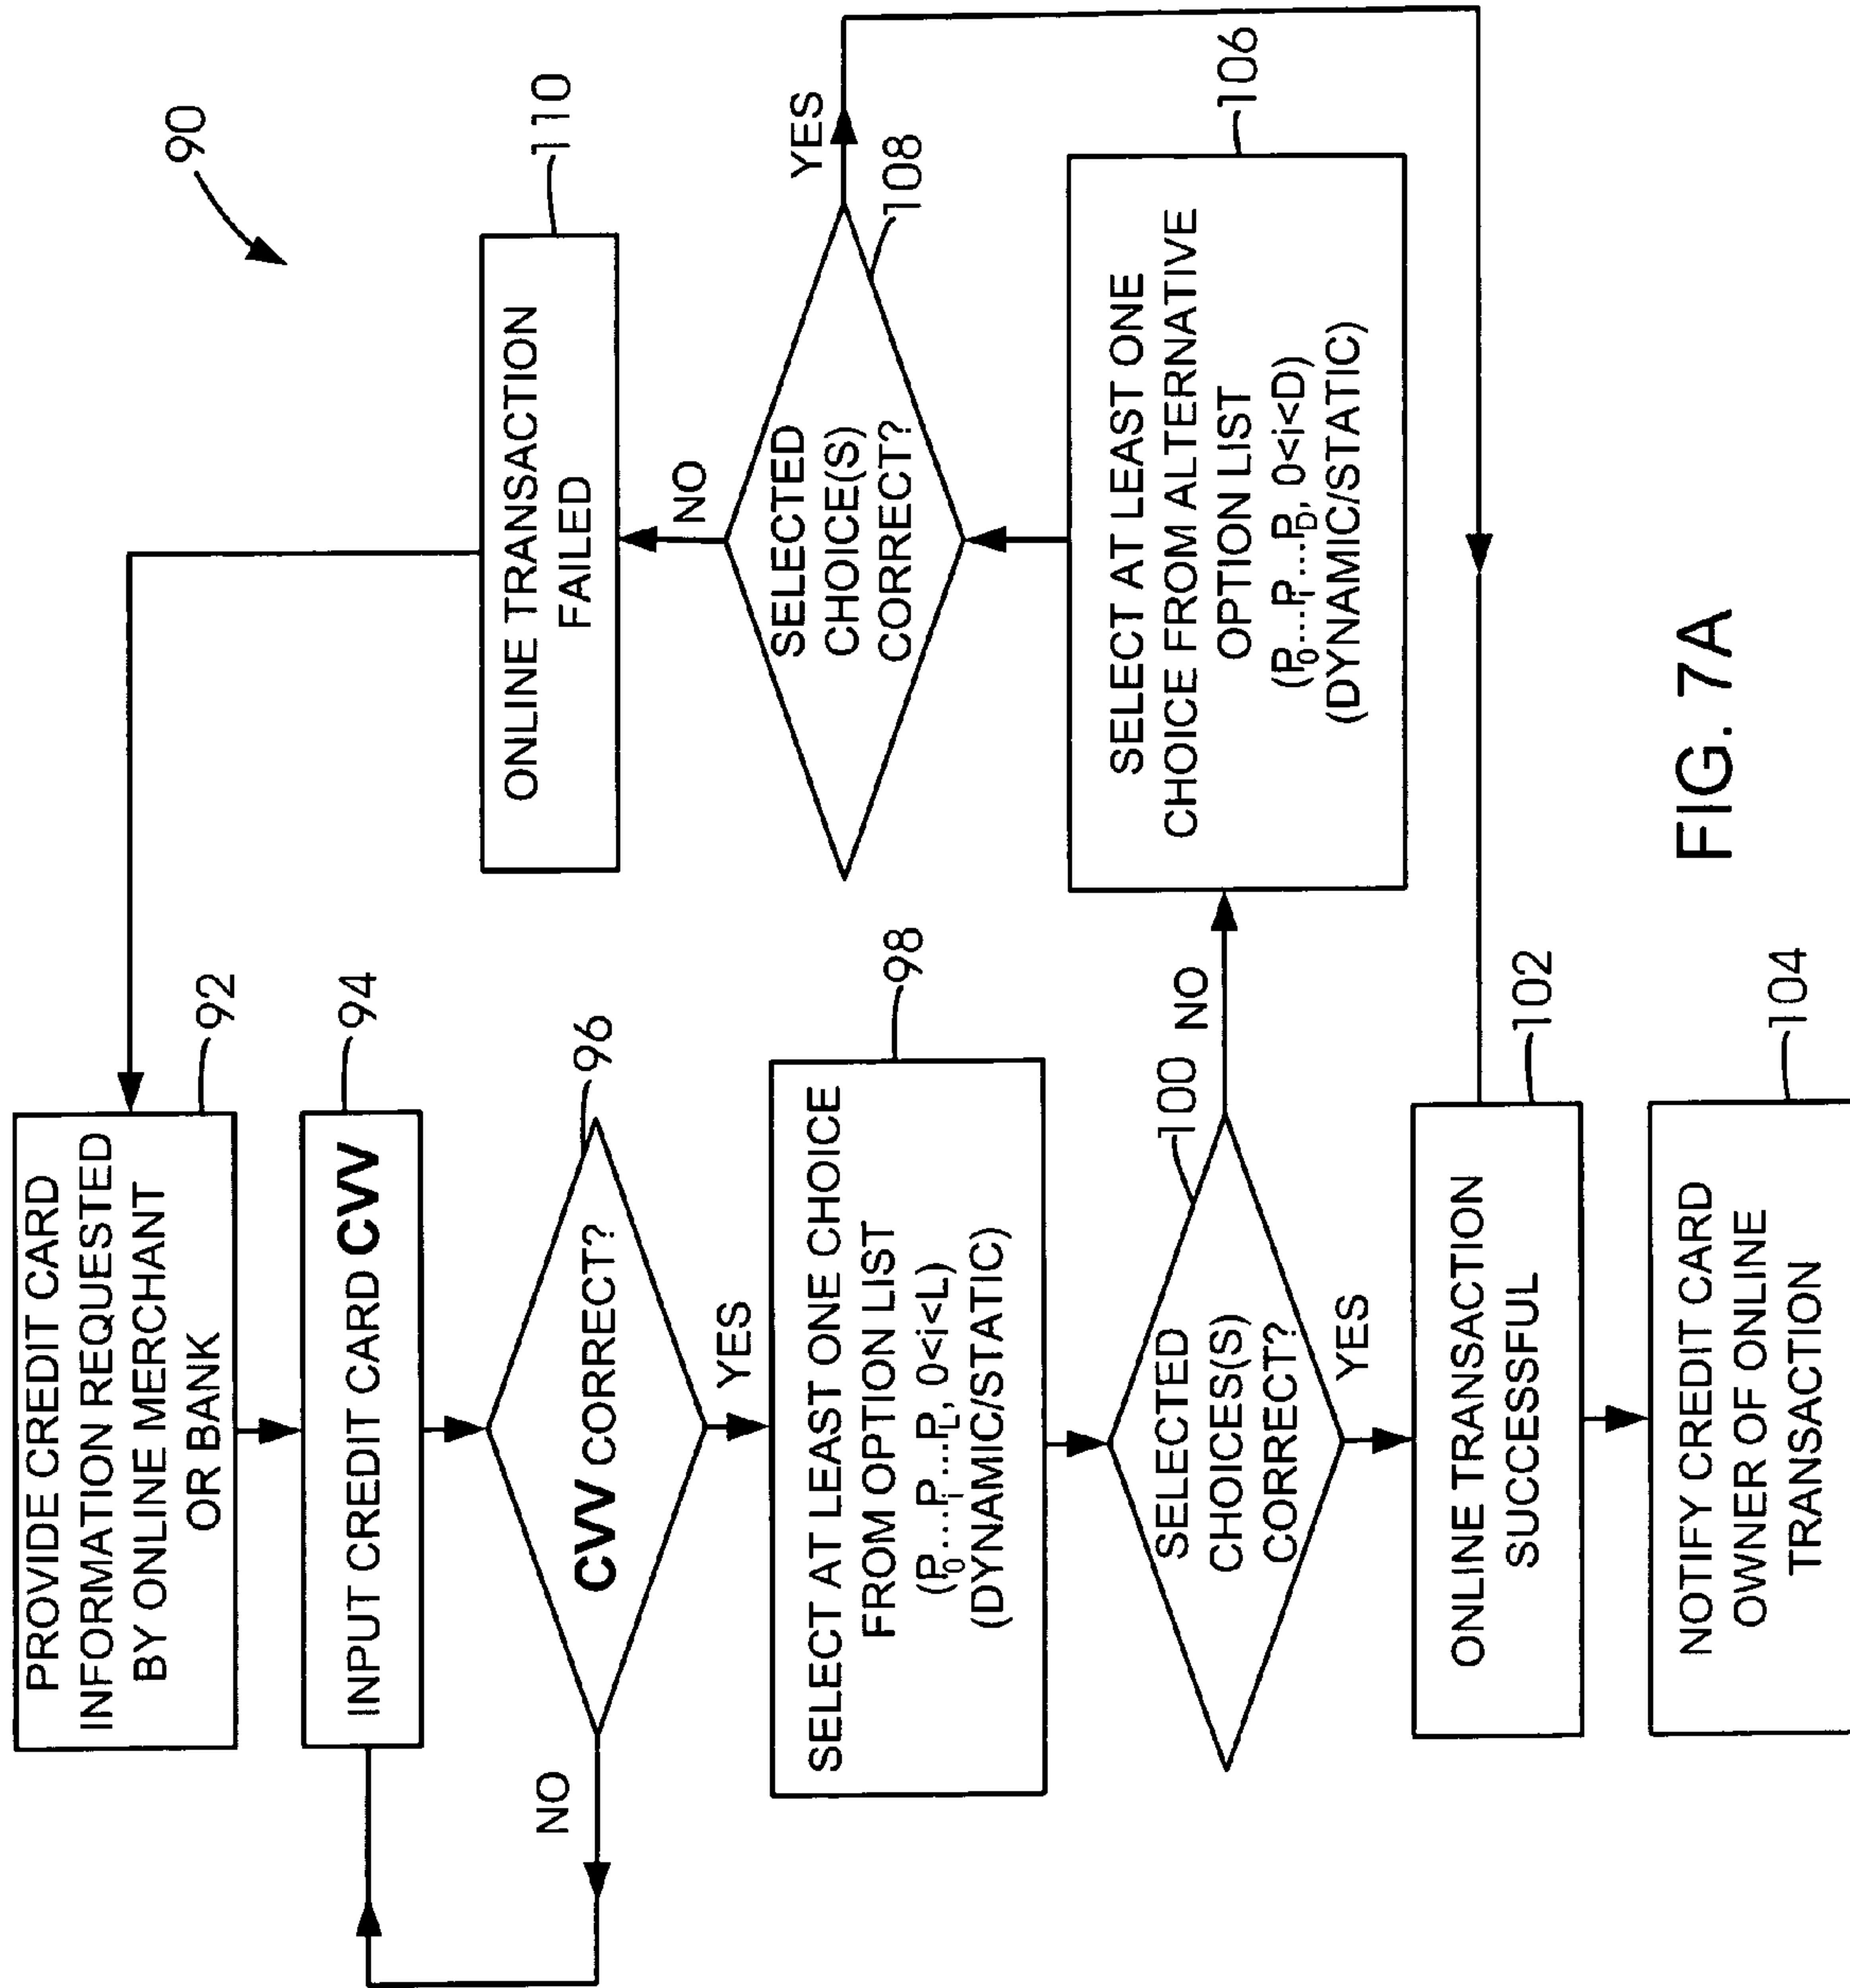 90
PROVIDE CREDIT CARD
INFORMATION REQUESTED
BY ONLINE MERCHANT
OR BANK
92
INPUT CREDIT CARD CVV
94
CVV CORRECT?
96
NO
YES
SELECT AT LEAST ONE CHOICE
FROM OPTION LIST
(P0....Pi...PL, 0<i<L)
(DYNAMIC/STATIC)
98
SELECTED
CHOICES(S)
CORRECT?
100
NO
YES
ONLINE TRANSACTION
SUCCESSFUL
102
NOTIFY CREDIT CARD
OWNER OF ONLINE
TRANSACTION
104
ONLINE TRANSACTION
FAILED
110
NO
SELECTED
CHOICE(S)
CORRECT?
108
YES
SELECT AT LEAST ONE
CHOICE FROM ALTERNATIVE
OPTION LIST
(P0....Pi...PD, 0<i<D)
(DYNAMIC/STATIC)
106
FIG. 7A